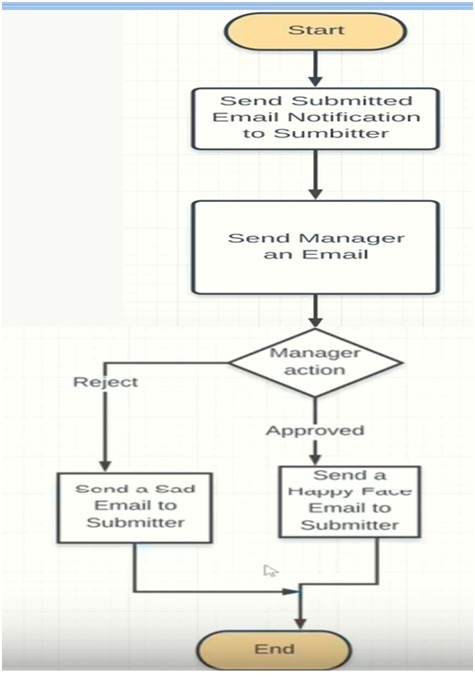 Start
Send Submitted
Email Notification
to Sumbitter
Send Manager
an Email
Manager
action
Reject
Approved
Send a Sad
Email to
Submitter
Send a
Happy Face
Email to
Submitter
End